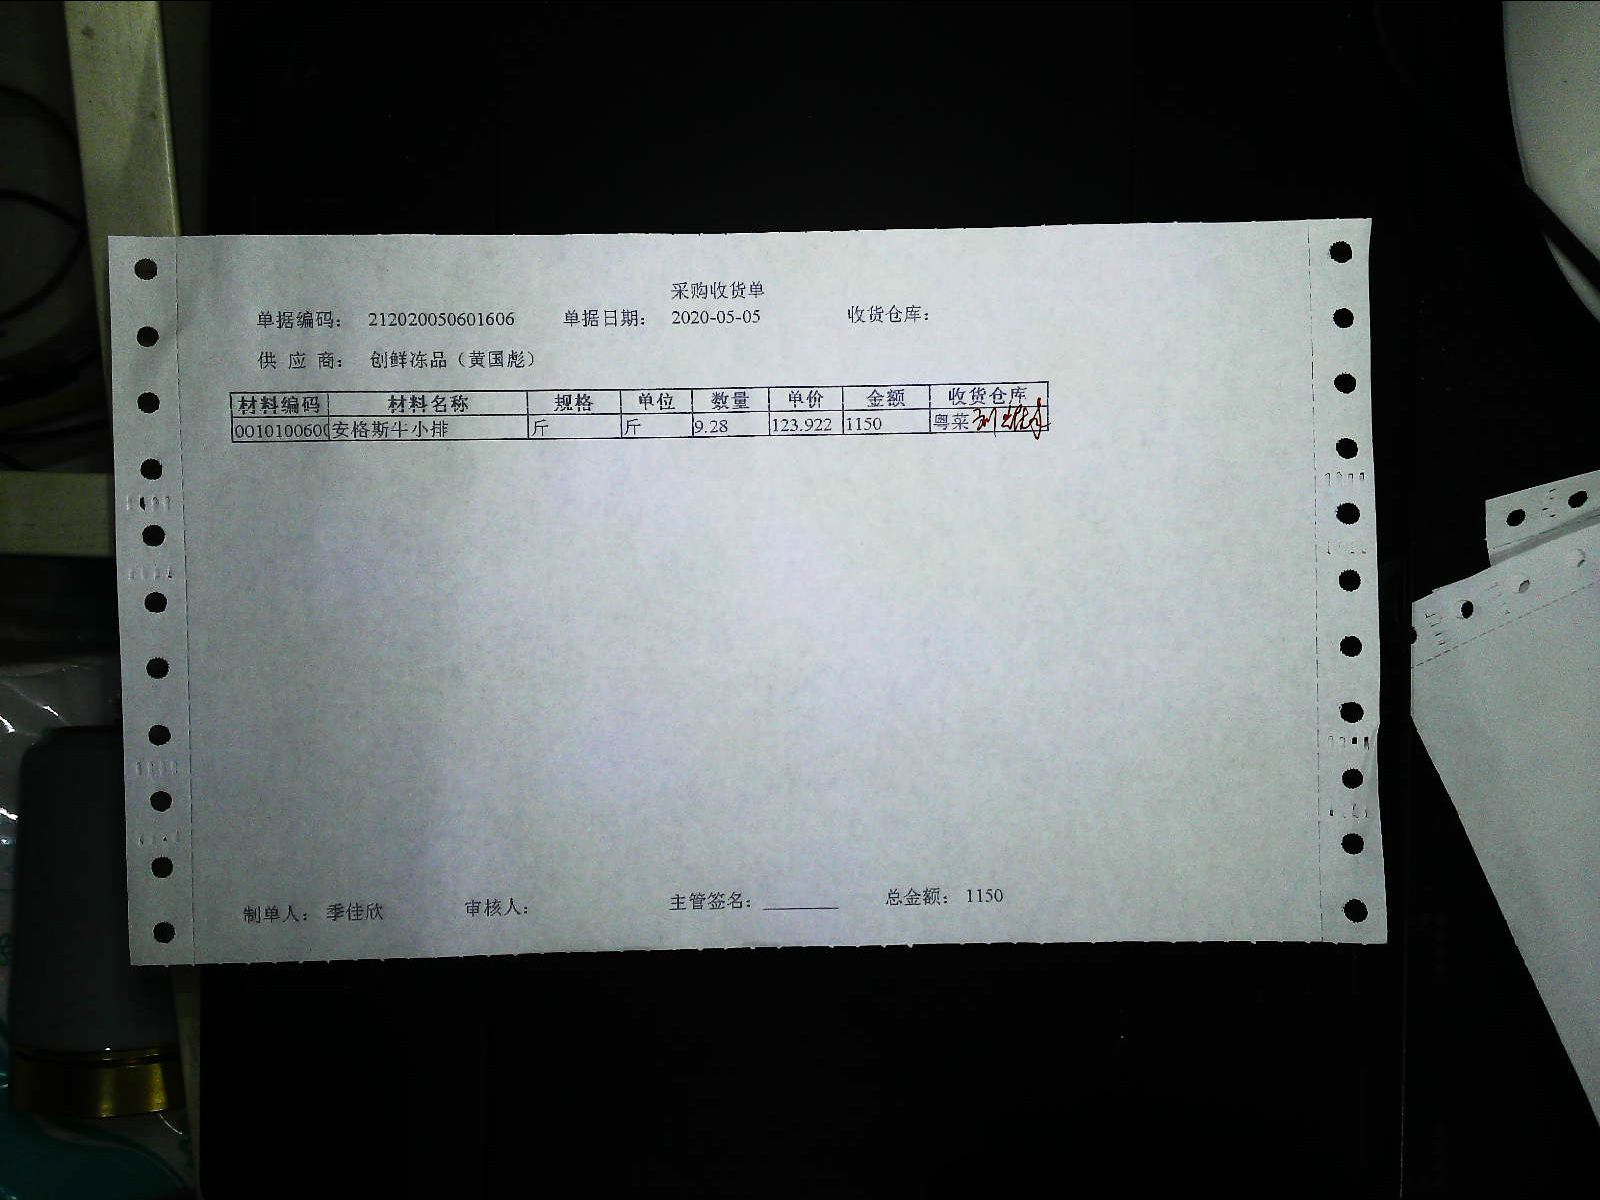 采购收货单
单据编码： 212020050601606 单据日期： 2020-05-05 收货仓库：
供 应 商： 创鲜冻品（黄国彪）
材料编码 材料名称 规格 单位 数量 单价 金额 收货仓库
0010100600 安格斯牛小排 斤 斤 9.28 123.922 1150 粤菜
制单人： 季佳欣 审核人： 主管签名： ________ 总金额： 1150